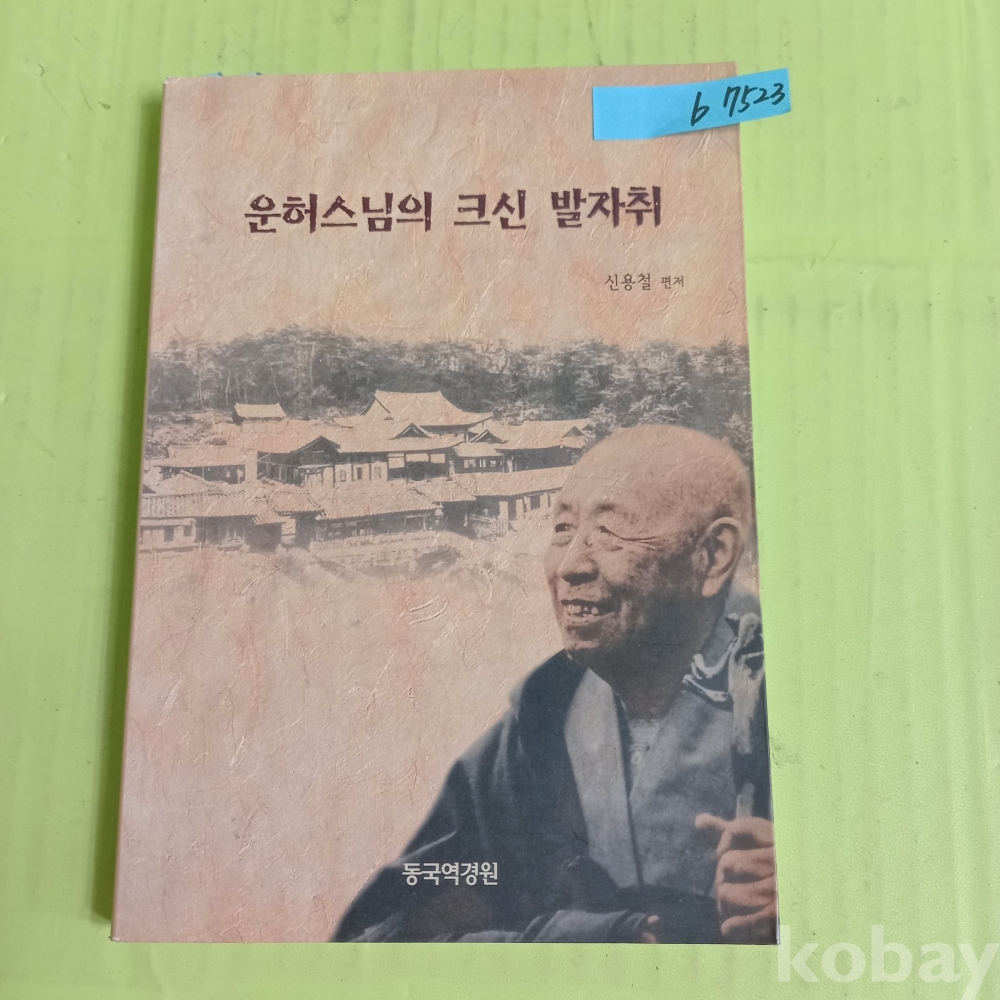 b 7523
운허스님의 크신 발자취
신용철 편저
동국역경원
kobay